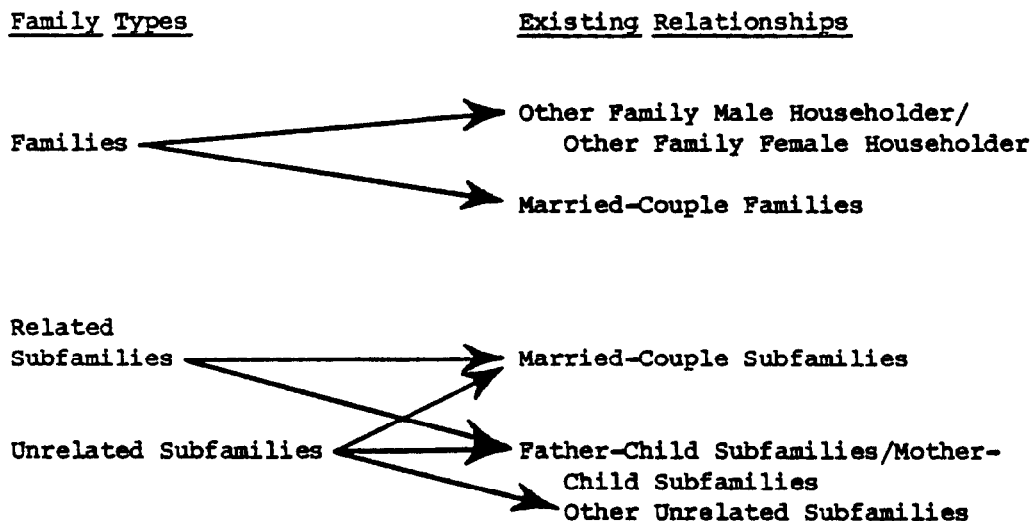 Family Types
Existing Relationships
Families
Other Family Male Householder/
Other Family Female Householder
Married-Couple Families
Related
Subfamilies
Married-Couple Subfamilies
Unrelated Subfamilies
Father-Child Subfamilies/Mother-
Child Subfamilies
Other Unrelated Subfamilies